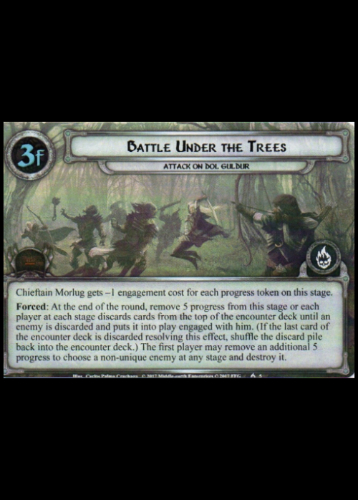 3F
BATTLE UNDER THE TREES
ATTACK ON DOL GULDUR
Chieftain Morlug gets –1 engagement cost for each progress token on this stage.
Forced: At the end of the round, remove 5 progress from this stage or each
player at each stage discards cards from the top of the encounter deck until an
enemy is discarded and puts it into play engaged with him. (If the last card of
the encounter deck is discarded resolving this effect, shuffle the discard pile
back into the encounter deck.) The first player may remove an additional 5
progress to choose a non-unique enemy at any stage and destroy it.